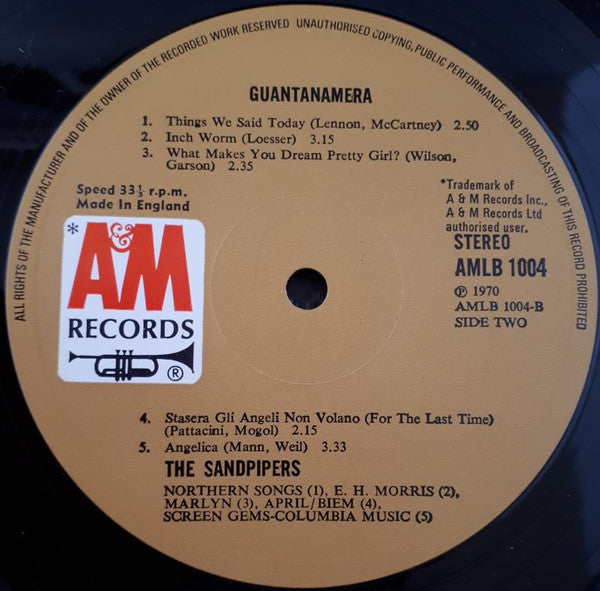 ALL RIGHTS OF THE MANUFACTURER AND OF THE OWNER OF THE RECORDED WORK RESERVED UNAUTHORISED COPYING, PUBLIC PERFORMANCE AND BROADCASTING OF THIS RECORD PROHIBITED
GUANTANAMERA
1. Things We Said Today (Lennon, McCartney) 2.50
2. Inch Worm (Loesser) 3.15
3. What Makes You Dream Pretty Girl? (Wilson,
Garson) 2.35
Speed 33⅓ r.p.m.
Made In England
*
A&M
RECORDS
®
*Trademark of
A & M Records Inc.,
A & M Records Ltd
authorised user.
STEREO
AMLB 1004
℗ 1970
AMLB 1004-B
SIDE TWO
4. Stasera Gli Angeli Non Volano (For The Last Time)
(Pattacini, Mogol) 2.15
5. Angelica (Mann, Weil) 3.33
THE SANDPIPERS
NORTHERN SONGS (1), E. H. MORRIS (2),
MARLYN (3), APRIL/BIEM (4),
SCREEN GEMS-COLUMBIA MUSIC (5)